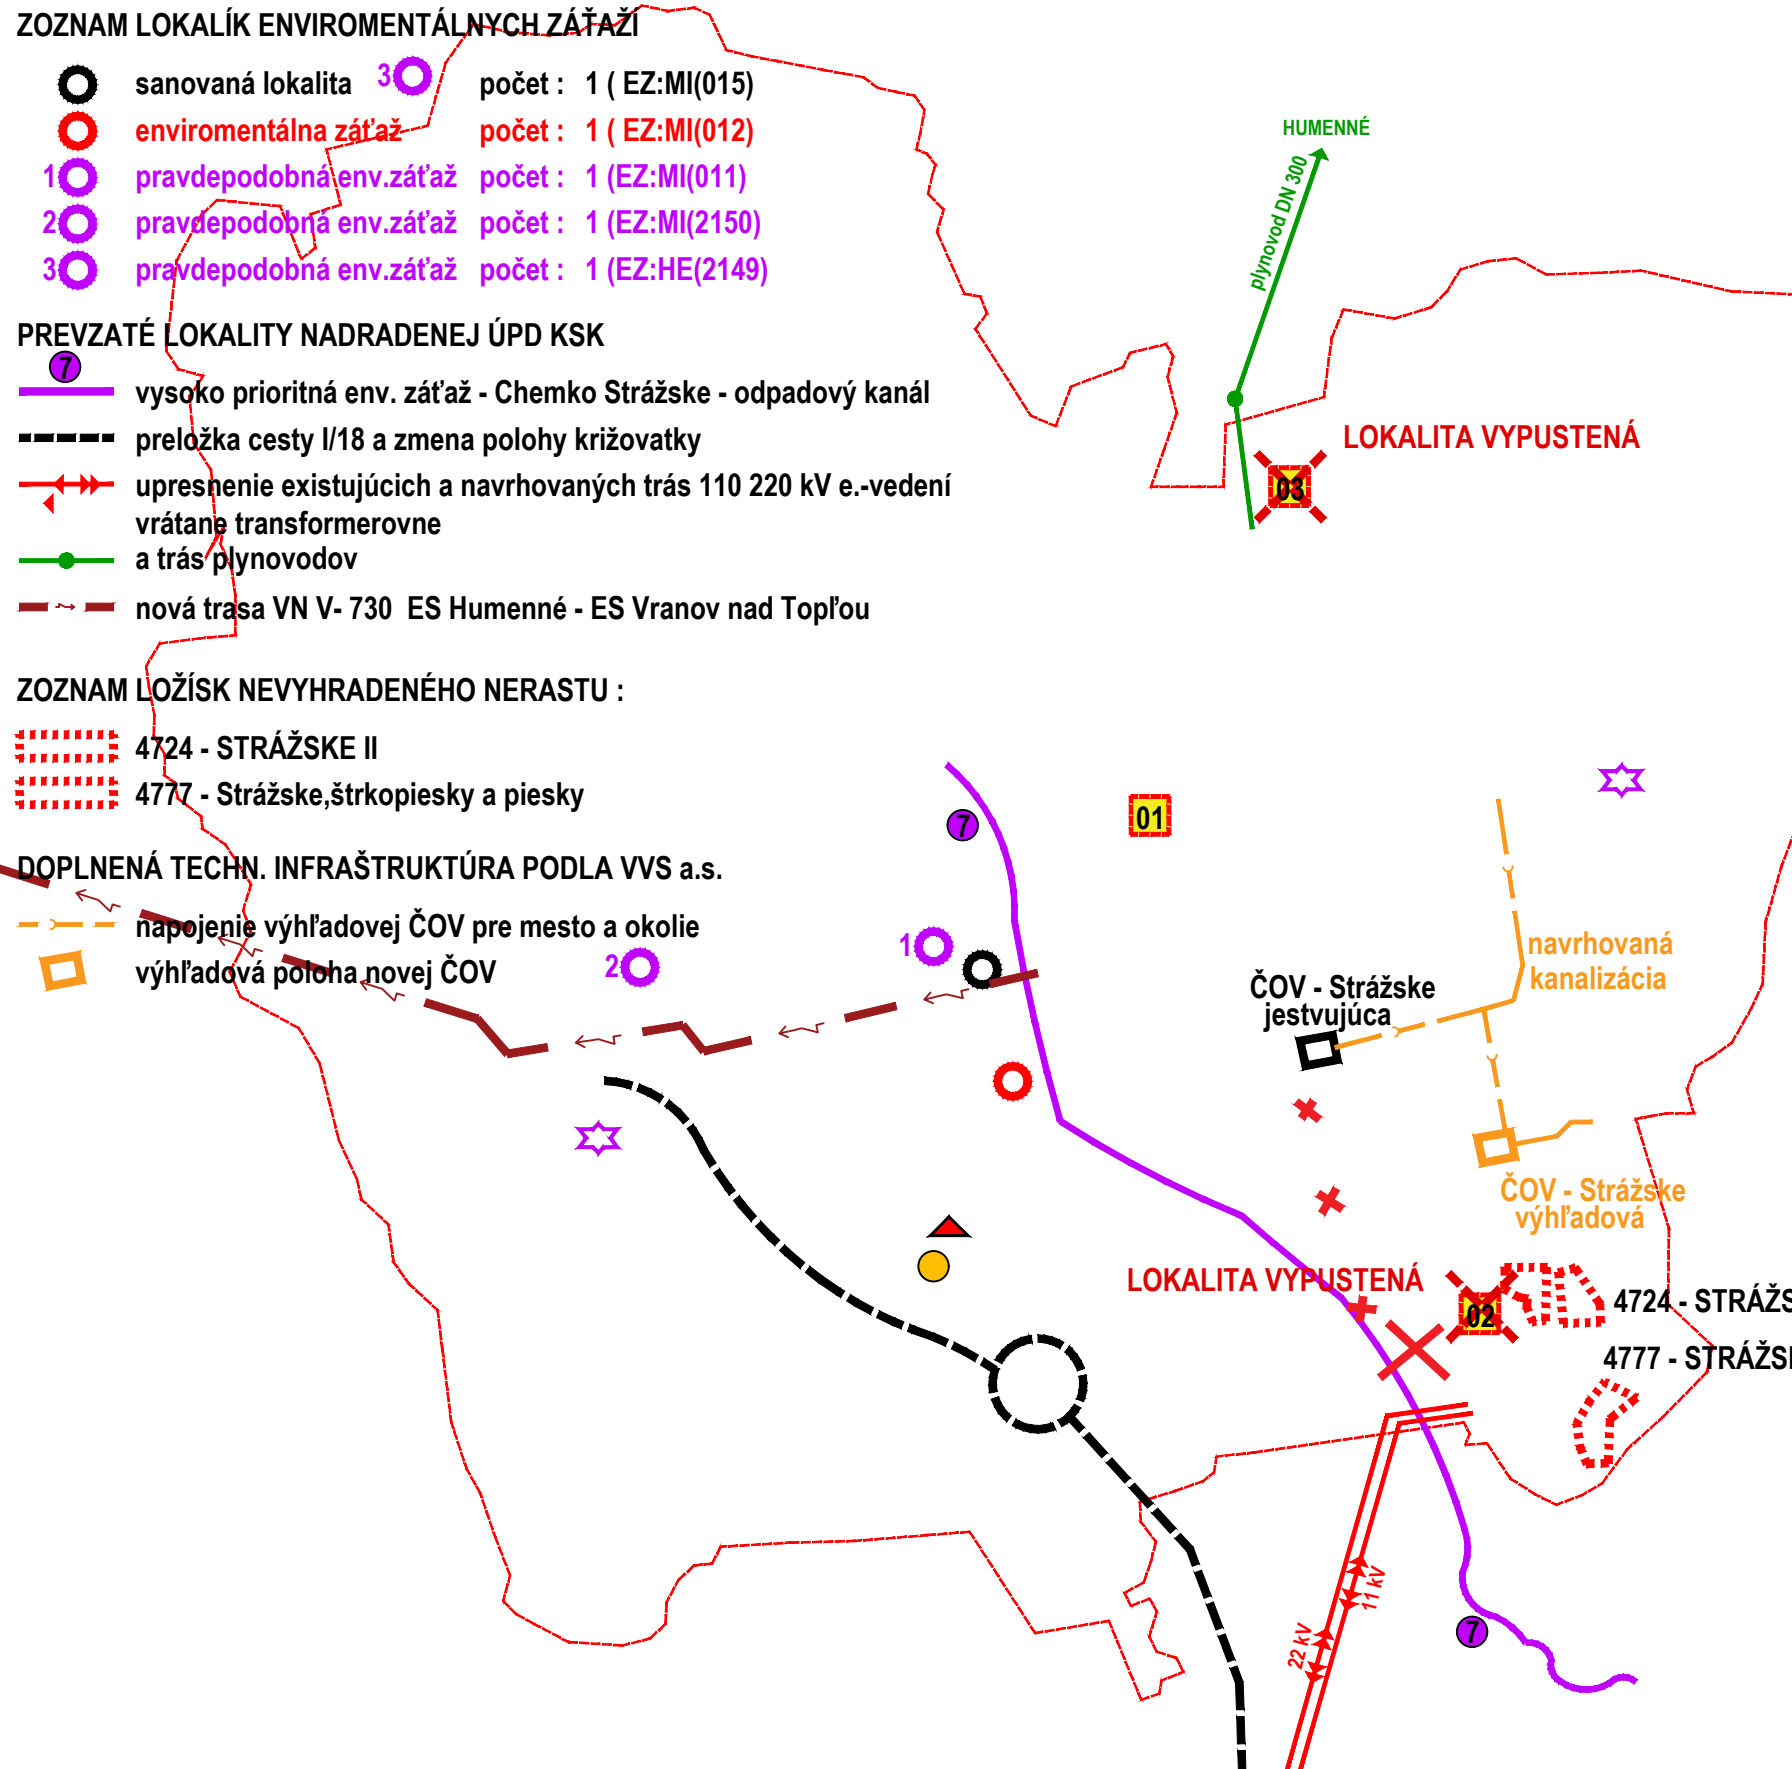 ZOZNAM LOKALÍK ENVIROMENTÁLNYCH ZÁŤAŽÍ
sanovaná lokalita 3 počet : 1 ( EZ:MI(015)
enviromentálna záťaž počet : 1 ( EZ:MI(012)
1 pravdepodobná env.záťaž počet : 1 (EZ:MI(011)
2 pravdepodobná env.záťaž počet : 1 (EZ:MI(2150)
3 pravdepodobná env.záťaž počet : 1 (EZ:HE(2149)
PREVZATÉ LOKALITY NADRADENEJ ÚPD KSK
7
vysoko prioritná env. záťaž - Chemko Strážske - odpadový kanál
preložka cesty I/18 a zmena polohy križovatky
upresnenie existujúcich a navrhovaných trás 110 220 kV e.-vedení
vrátane transformerovne
a trás plynovodov
nová trasa VN V- 730 ES Humenné - ES Vranov nad Topľou
ZOZNAM LOŽÍSK NEVYHRADENÉHO NERASTU :
4724 - STRÁŽSKE II
4777 - Strážske,štrkopiesky a piesky
DOPLNENÁ TECHN. INFRAŠTRUKTÚRA PODLA VVS a.s.
napojenie výhľadovej ČOV pre mesto a okolie
výhľadová poloha novej ČOV
HUMENNÉ
plynovod DN 300
LOKALITA VYPUSTENÁ
03
7
01
1
2
navrhovaná
kanalizácia
ČOV - Strážske
jestvujúca
ČOV - Strážske
výhľadová
LOKALITA VYPUSTENÁ
02
4724 - STRÁŽS
4777 - STRÁŽS
11 kV
22 kV
7